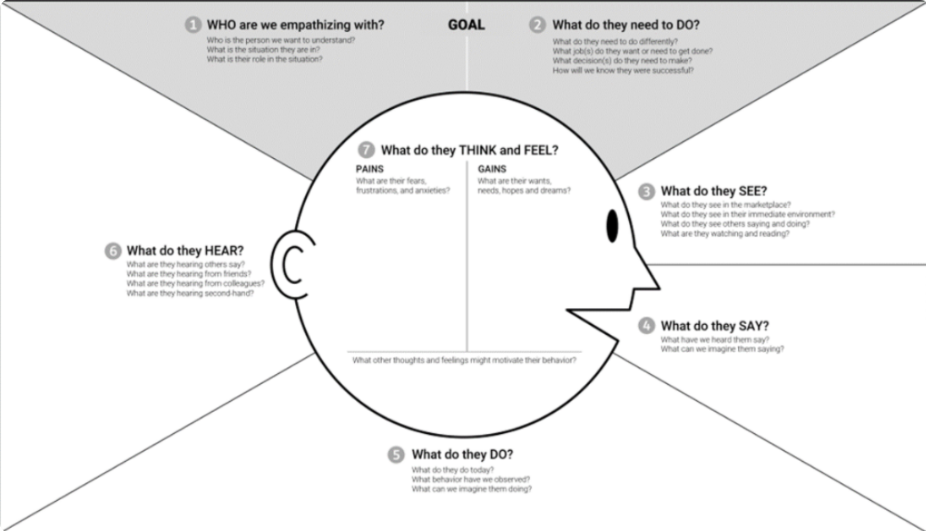 1 WHO are we empathizing with?
Who is the person we want to understand?
What is the situation they are in?
What is their role in the situation?
GOAL
2 What do they need to DO?
What do they need to do differently?
What job(s) do they want or need to get done?
What decision(s) do they need to make?
How will we know they were successful?
3 What do they SEE?
What do they see in the marketplace?
What do they see in their immediate environment?
What do they see others saying and doing?
What are they watching and reading?
4 What do they SAY?
What have we heard them say?
What can we imagine them saying?
5 What do they DO?
What do they do today?
What behavior have we observed?
What can we imagine them doing?
6 What do they HEAR?
What are they hearing others say?
What are they hearing from friends?
What are they hearing from colleagues?
What are they hearing second-hand?
7 What do they THINK and FEEL?
PAINS
What are their fears,
frustrations, and anxieties?
GAINS
What are their wants,
needs, hopes and dreams?
What other thoughts and feelings might motivate their behavior?